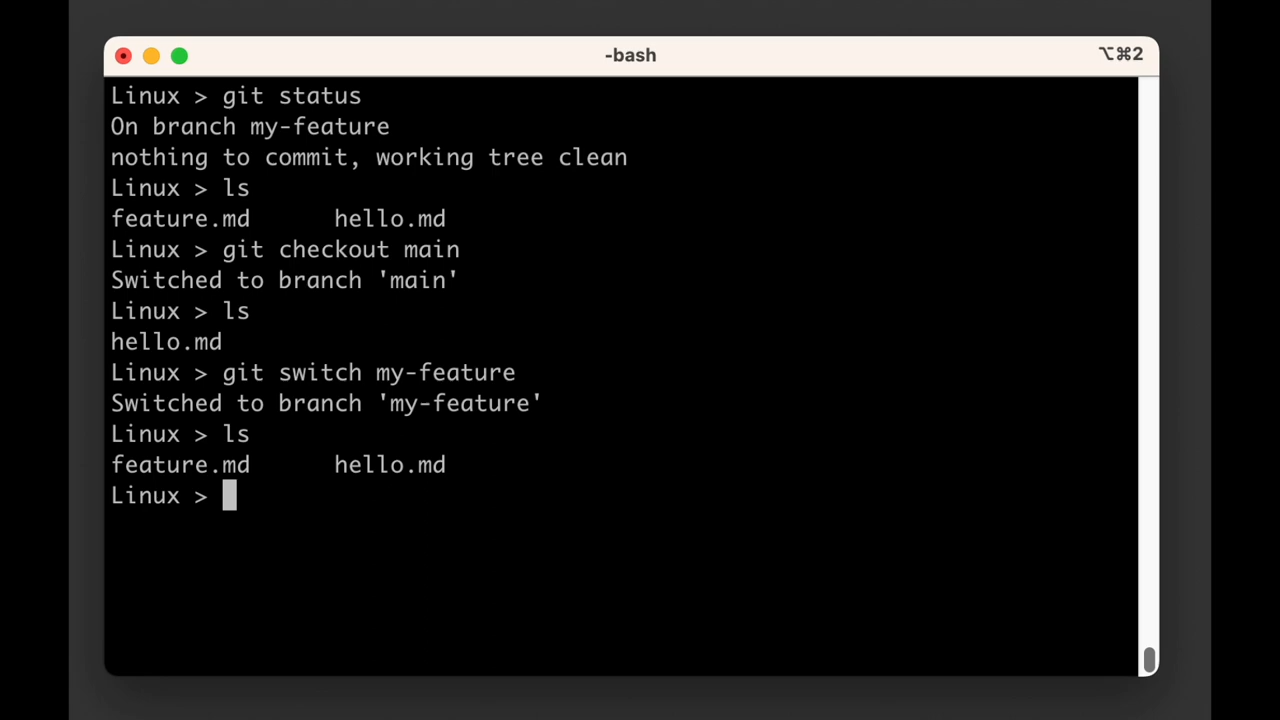 -bash
⌥⌘2
Linux > git status
On branch my-feature
nothing to commit, working tree clean
Linux > ls
feature.md      hello.md
Linux > git checkout main
Switched to branch 'main'
Linux > ls
hello.md
Linux > git switch my-feature
Switched to branch 'my-feature'
Linux > ls
feature.md      hello.md
Linux >